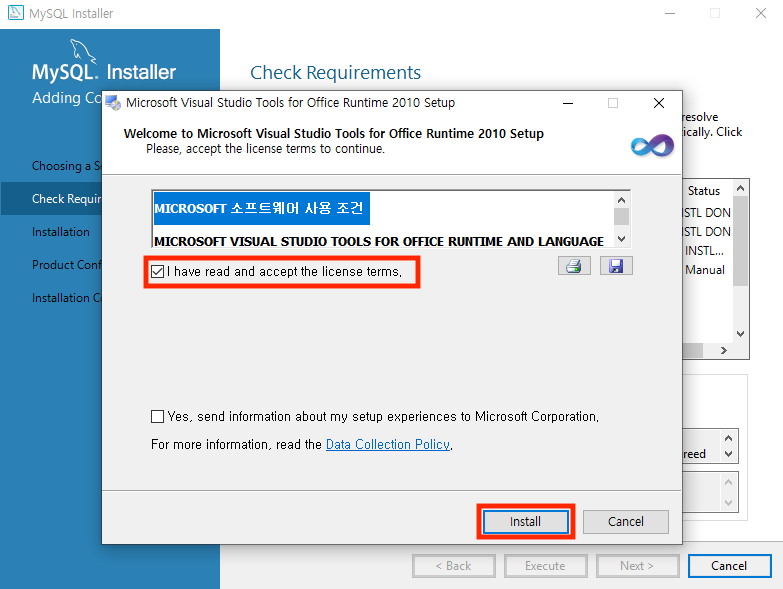 MySQL Installer
MySQL. Installer
Adding Co
Check Requirements
Choosing a S
Check Requir
Installation
Product Conf
Installation C
resolve
ically. Click
Status
STL DON
STL DON
INSTL...
Manual
reed
Microsoft Visual Studio Tools for Office Runtime 2010 Setup
Welcome to Microsoft Visual Studio Tools for Office Runtime 2010 Setup
Please, accept the license terms to continue.
MICROSOFT 소프트웨어 사용 조건
MICROSOFT VISUAL STUDIO TOOLS FOR OFFICE RUNTIME AND LANGUAGE
I have read and accept the license terms.
Yes, send information about my setup experiences to Microsoft Corporation.
For more information, read the Data Collection Policy.
Install
Cancel
< Back
Execute
Next >
Cancel